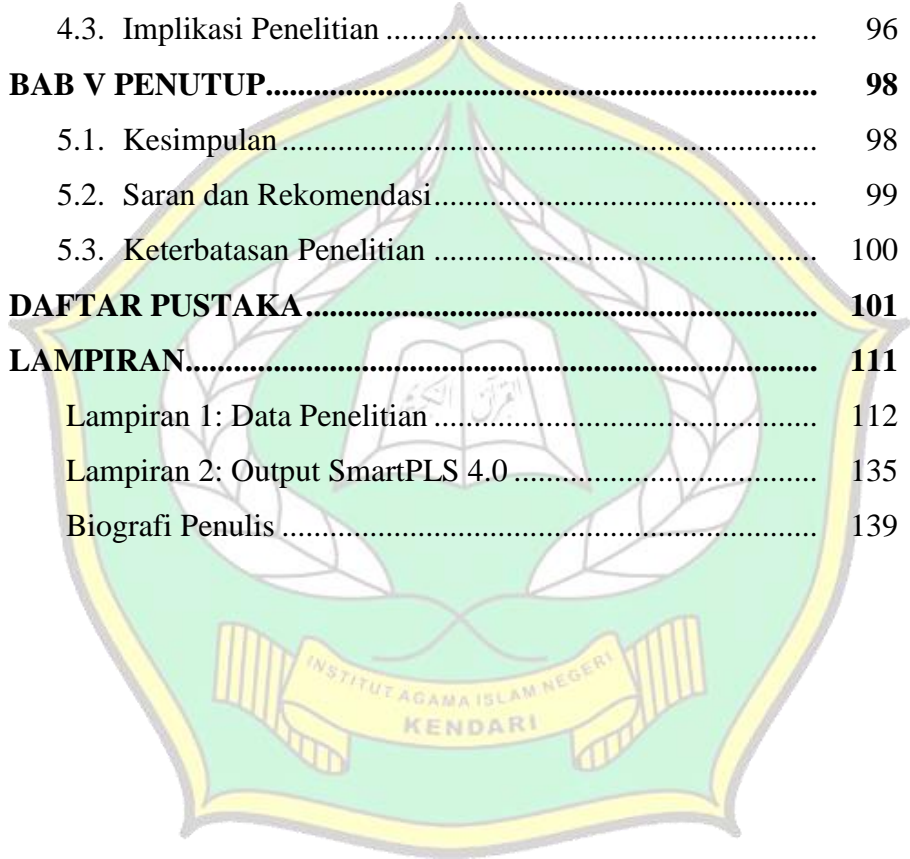 4.3. Implikasi Penelitian ........................................................ 96
BAB V PENUTUP........................................................................ 98
5.1. Kesimpulan ...................................................................... 98
5.2. Saran dan Rekomendasi.................................................. 99
5.3. Keterbatasan Penelitian .................................................. 100
DAFTAR PUSTAKA.................................................................. 101
LAMPIRAN.................................................................................. 111
Lampiran 1: Data Penelitian .................................................. 112
Lampiran 2: Output SmartPLS 4.0 ....................................... 135
Biografi Penulis ...................................................................... 139
القرآن الكريم
INSTITUT AGAMA ISLAM NEGERI
KENDARI